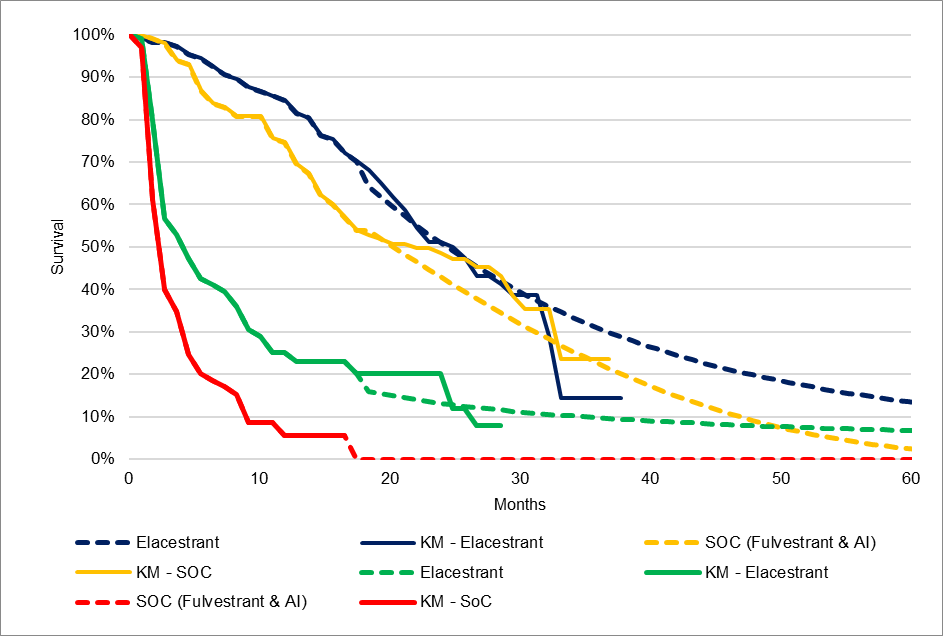 100%
90%
80%
70%
60%
50%
40%
30%
20%
10%
0%
Survival
0 10 20 30 40 50 60
Months
Elacestrant KM - Elacestrant SOC (Fulvestrant & AI)
KM - SOC Elacestrant KM - Elacestrant
SOC (Fulvestrant & AI) KM - SoC